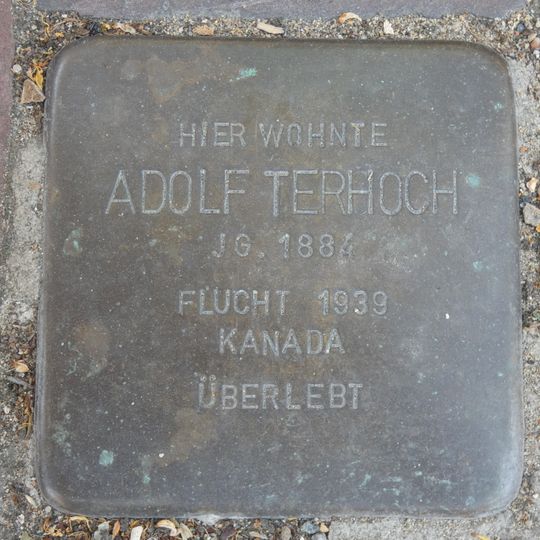 HIER WOHNTE
ADOLF TERHOCH
JG. 1884
FLUCHT 1939
KANADA
ÜBERLEBT